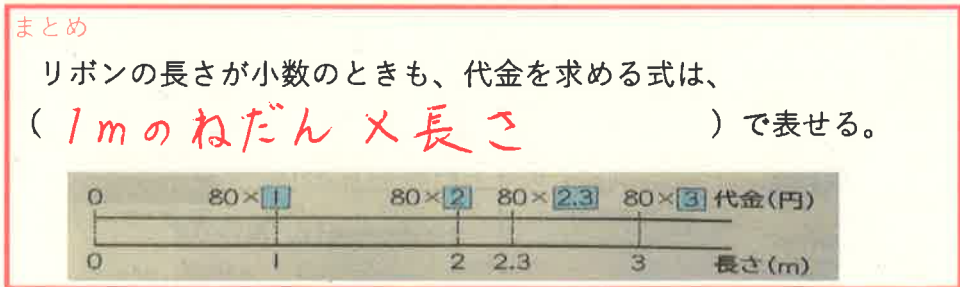 まとめ
リボンの長さが小数のときも、代金を求める式は、
( 1mのねだん×長さ ) で表せる。
0 80×1 80×2 80×2.3 80×3 代金(円)
0 1 2 2.3 3 長さ(m)